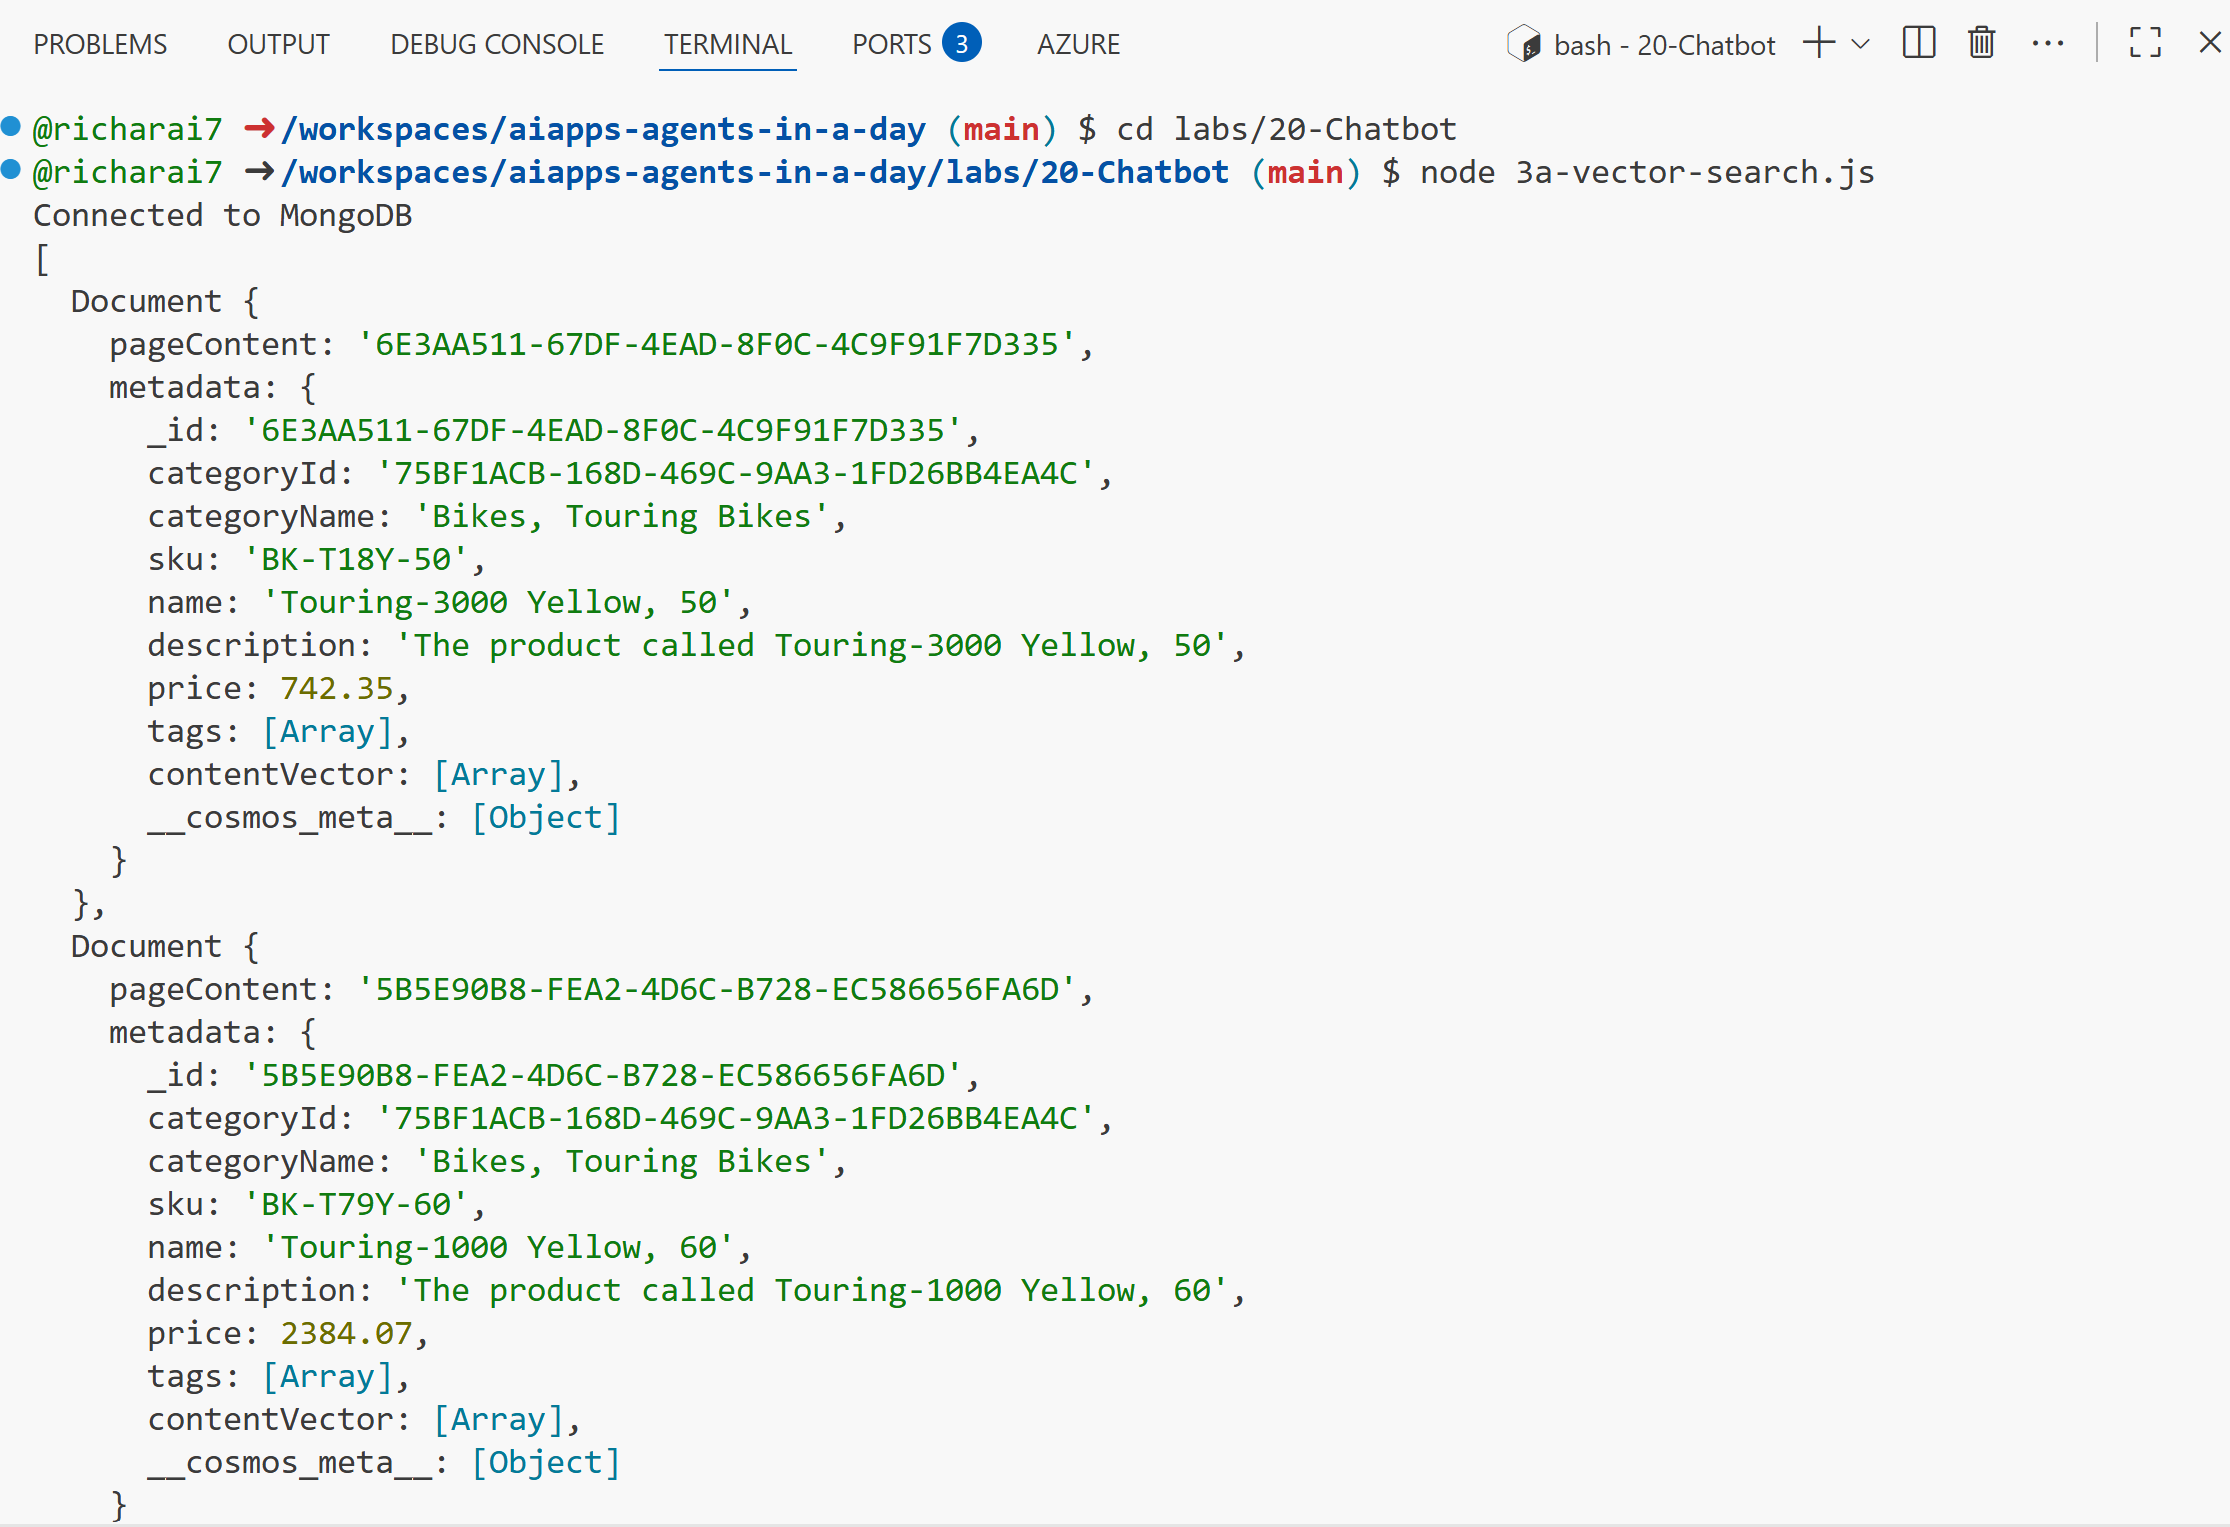 PROBLEMS OUTPUT DEBUG CONSOLE TERMINAL PORTS 3 AZURE bash - 20-Chatbot
@richarai7 ➜/workspaces/aiapps-agents-in-a-day (main) $ cd labs/20-Chatbot
@richarai7 ➜/workspaces/aiapps-agents-in-a-day/labs/20-Chatbot (main) $ node 3a-vector-search.js
Connected to MongoDB
[
  Document {
    pageContent: '6E3AA511-67DF-4EAD-8F0C-4C9F91F7D335',
    metadata: {
      _id: '6E3AA511-67DF-4EAD-8F0C-4C9F91F7D335',
      categoryId: '75BF1ACB-168D-469C-9AA3-1FD26BB4EA4C',
      categoryName: 'Bikes, Touring Bikes',
      sku: 'BK-T18Y-50',
      name: 'Touring-3000 Yellow, 50',
      description: 'The product called Touring-3000 Yellow, 50',
      price: 742.35,
      tags: [Array],
      contentVector: [Array],
      __cosmos_meta__: [Object]
    }
  },
  Document {
    pageContent: '5B5E90B8-FEA2-4D6C-B728-EC586656FA6D',
    metadata: {
      _id: '5B5E90B8-FEA2-4D6C-B728-EC586656FA6D',
      categoryId: '75BF1ACB-168D-469C-9AA3-1FD26BB4EA4C',
      categoryName: 'Bikes, Touring Bikes',
      sku: 'BK-T79Y-60',
      name: 'Touring-1000 Yellow, 60',
      description: 'The product called Touring-1000 Yellow, 60',
      price: 2384.07,
      tags: [Array],
      contentVector: [Array],
      __cosmos_meta__: [Object]
    }